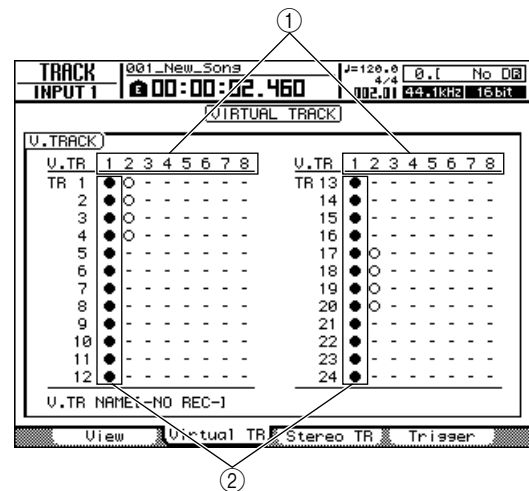 ①
TRACK 001_New_Song J=120.0 4/4 0.[ No D
INPUT 1 00:00:02.460 002.01 44.1kHz 16bit
VIRTUAL TRACK
V.TRACK
V.TR 1 2 3 4 5 6 7 8 V.TR 1 2 3 4 5 6 7 8
TR 1 ● ○ - - - - - - TR 13 ● - - - - - - -
2 ● ○ - - - - - - 14 ● - - - - - - -
3 ● ○ - - - - - - 15 ● - - - - - - -
4 ● ○ - - - - - - 16 ● - - - - - - -
5 ● - - - - - - - 17 ● ○ - - - - - -
6 ● - - - - - - - 18 ● ○ - - - - - -
7 ● - - - - - - - 19 ● ○ - - - - - -
8 ● - - - - - - - 20 ● ○ - - - - - -
9 ● - - - - - - - 21 ● - - - - - - -
10 ● - - - - - - - 22 ● - - - - - - -
11 ● - - - - - - - 23 ● - - - - - - -
12 ● - - - - - - - 24 ● - - - - - - -
V.TR NAME[-NO REC-]
View Virtual TR Stereo TR Trigger
②